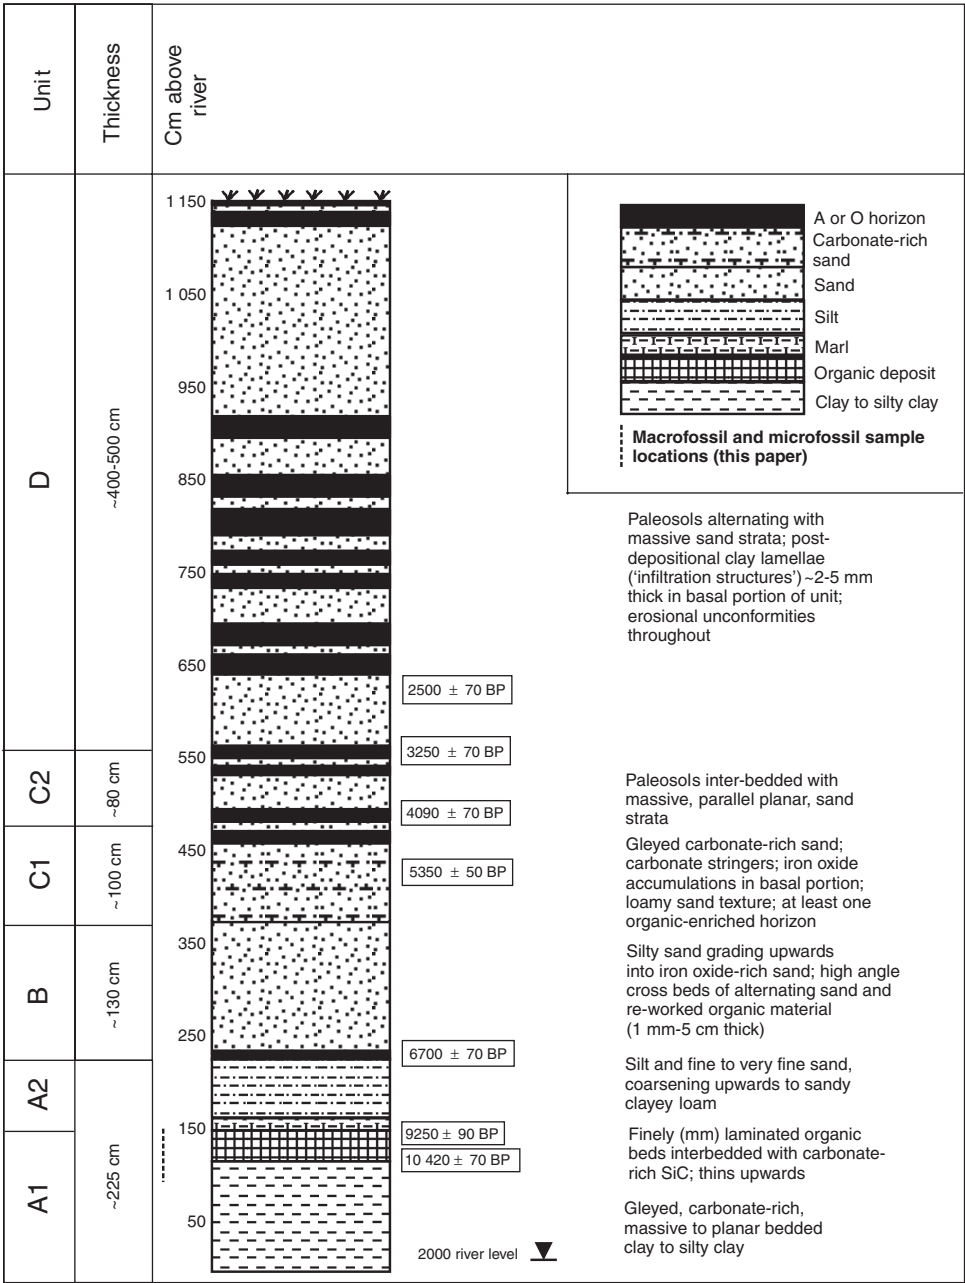 Unit
Thickness
Cm above
river
D
C2
C1
B
A2
A1
~400-500 cm
~80 cm
~100 cm
~130 cm
~225 cm
1 150
1 050
950
850
750
650
550
450
350
250
150
50
2500 ± 70 BP
3250 ± 70 BP
4090 ± 70 BP
5350 ± 50 BP
6700 ± 70 BP
9250 ± 90 BP
10 420 ± 70 BP
2000 river level
A or O horizon
Carbonate-rich
sand
Sand
Silt
Marl
Organic deposit
Clay to silty clay
Macrofossil and microfossil sample
locations (this paper)
Paleosols alternating with
massive sand strata; post-
depositional clay lamellae
('infiltration structures') ~2-5 mm
thick in basal portion of unit;
erosional unconformities
throughout
Paleosols inter-bedded with
massive, parallel planar, sand
strata
Gleyed carbonate-rich sand;
carbonate stringers; iron oxide
accumulations in basal portion;
loamy sand texture; at least one
organic-enriched horizon
Silty sand grading upwards
into iron oxide-rich sand; high angle
cross beds of alternating sand and
re-worked organic material
(1 mm-5 cm thick)
Silt and fine to very fine sand,
coarsening upwards to sandy
clayey loam
Finely (mm) laminated organic
beds interbedded with carbonate-
rich SiC; thins upwards
Gleyed, carbonate-rich,
massive to planar bedded
clay to silty clay